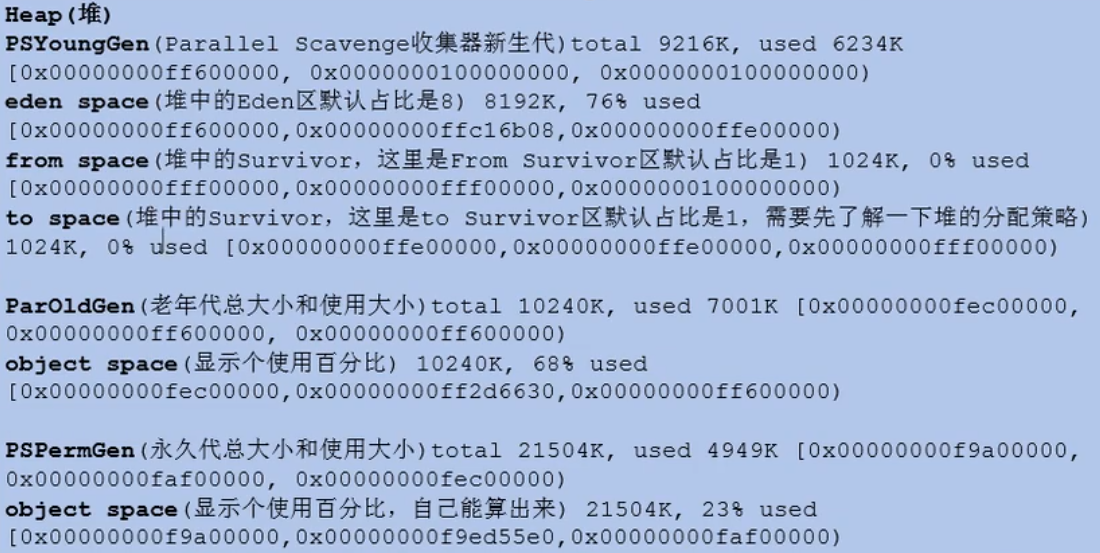 Heap(堆)
PSYoungGen(Parallel Scavenge收集器新生代)total 9216K, used 6234K
[0x00000000ff600000, 0x0000000100000000, 0x0000000100000000)
eden space(堆中的Eden区默认占比是8) 8192K, 76% used
[0x00000000ff600000,0x00000000ffc16b08,0x00000000ffe00000)
from space(堆中的Survivor，这里是From Survivor区默认占比是1) 1024K, 0% used
[0x00000000fff00000,0x00000000fff00000,0x0000000100000000)
to space(堆中的Survivor，这里是to Survivor区默认占比是1，需要先了解一下堆的分配策略)
1024K, 0% used [0x00000000ffe00000,0x00000000ffe00000,0x00000000fff00000)
ParOldGen(老年代总大小和使用大小)total 10240K, used 7001K [0x00000000fec00000,
0x00000000ff600000, 0x00000000ff600000)
object space(显示个使用百分比) 10240K, 68% used
[0x00000000fec00000,0x00000000ff2d6630,0x00000000ff600000)
PSPermGen(永久代总大小和使用大小)total 21504K, used 4949K [0x00000000f9a00000,
0x00000000faf00000, 0x00000000fec00000)
object space(显示个使用百分比，自己能算出来) 21504K, 23% used
[0x00000000f9a00000,0x00000000f9ed55e0,0x00000000faf00000)